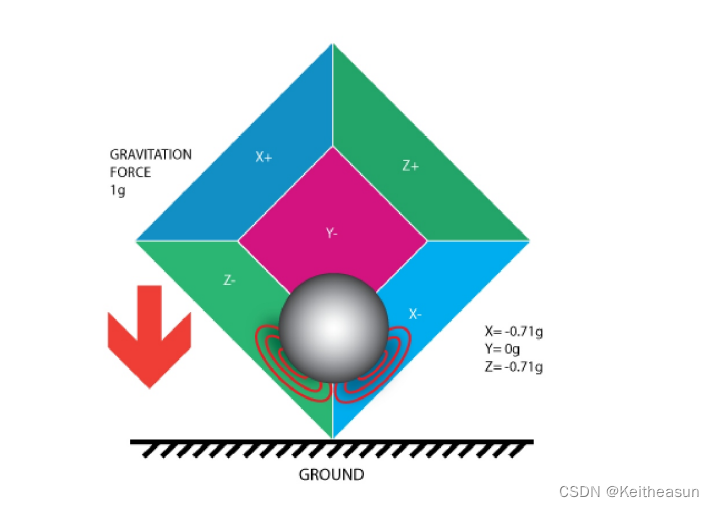 GRAVITATION
FORCE
1g
X+
Z+
Y-
Z-
X-
X= -0.71g
Y= 0g
Z= -0.71g
GROUND
CSDN @Keitheasun